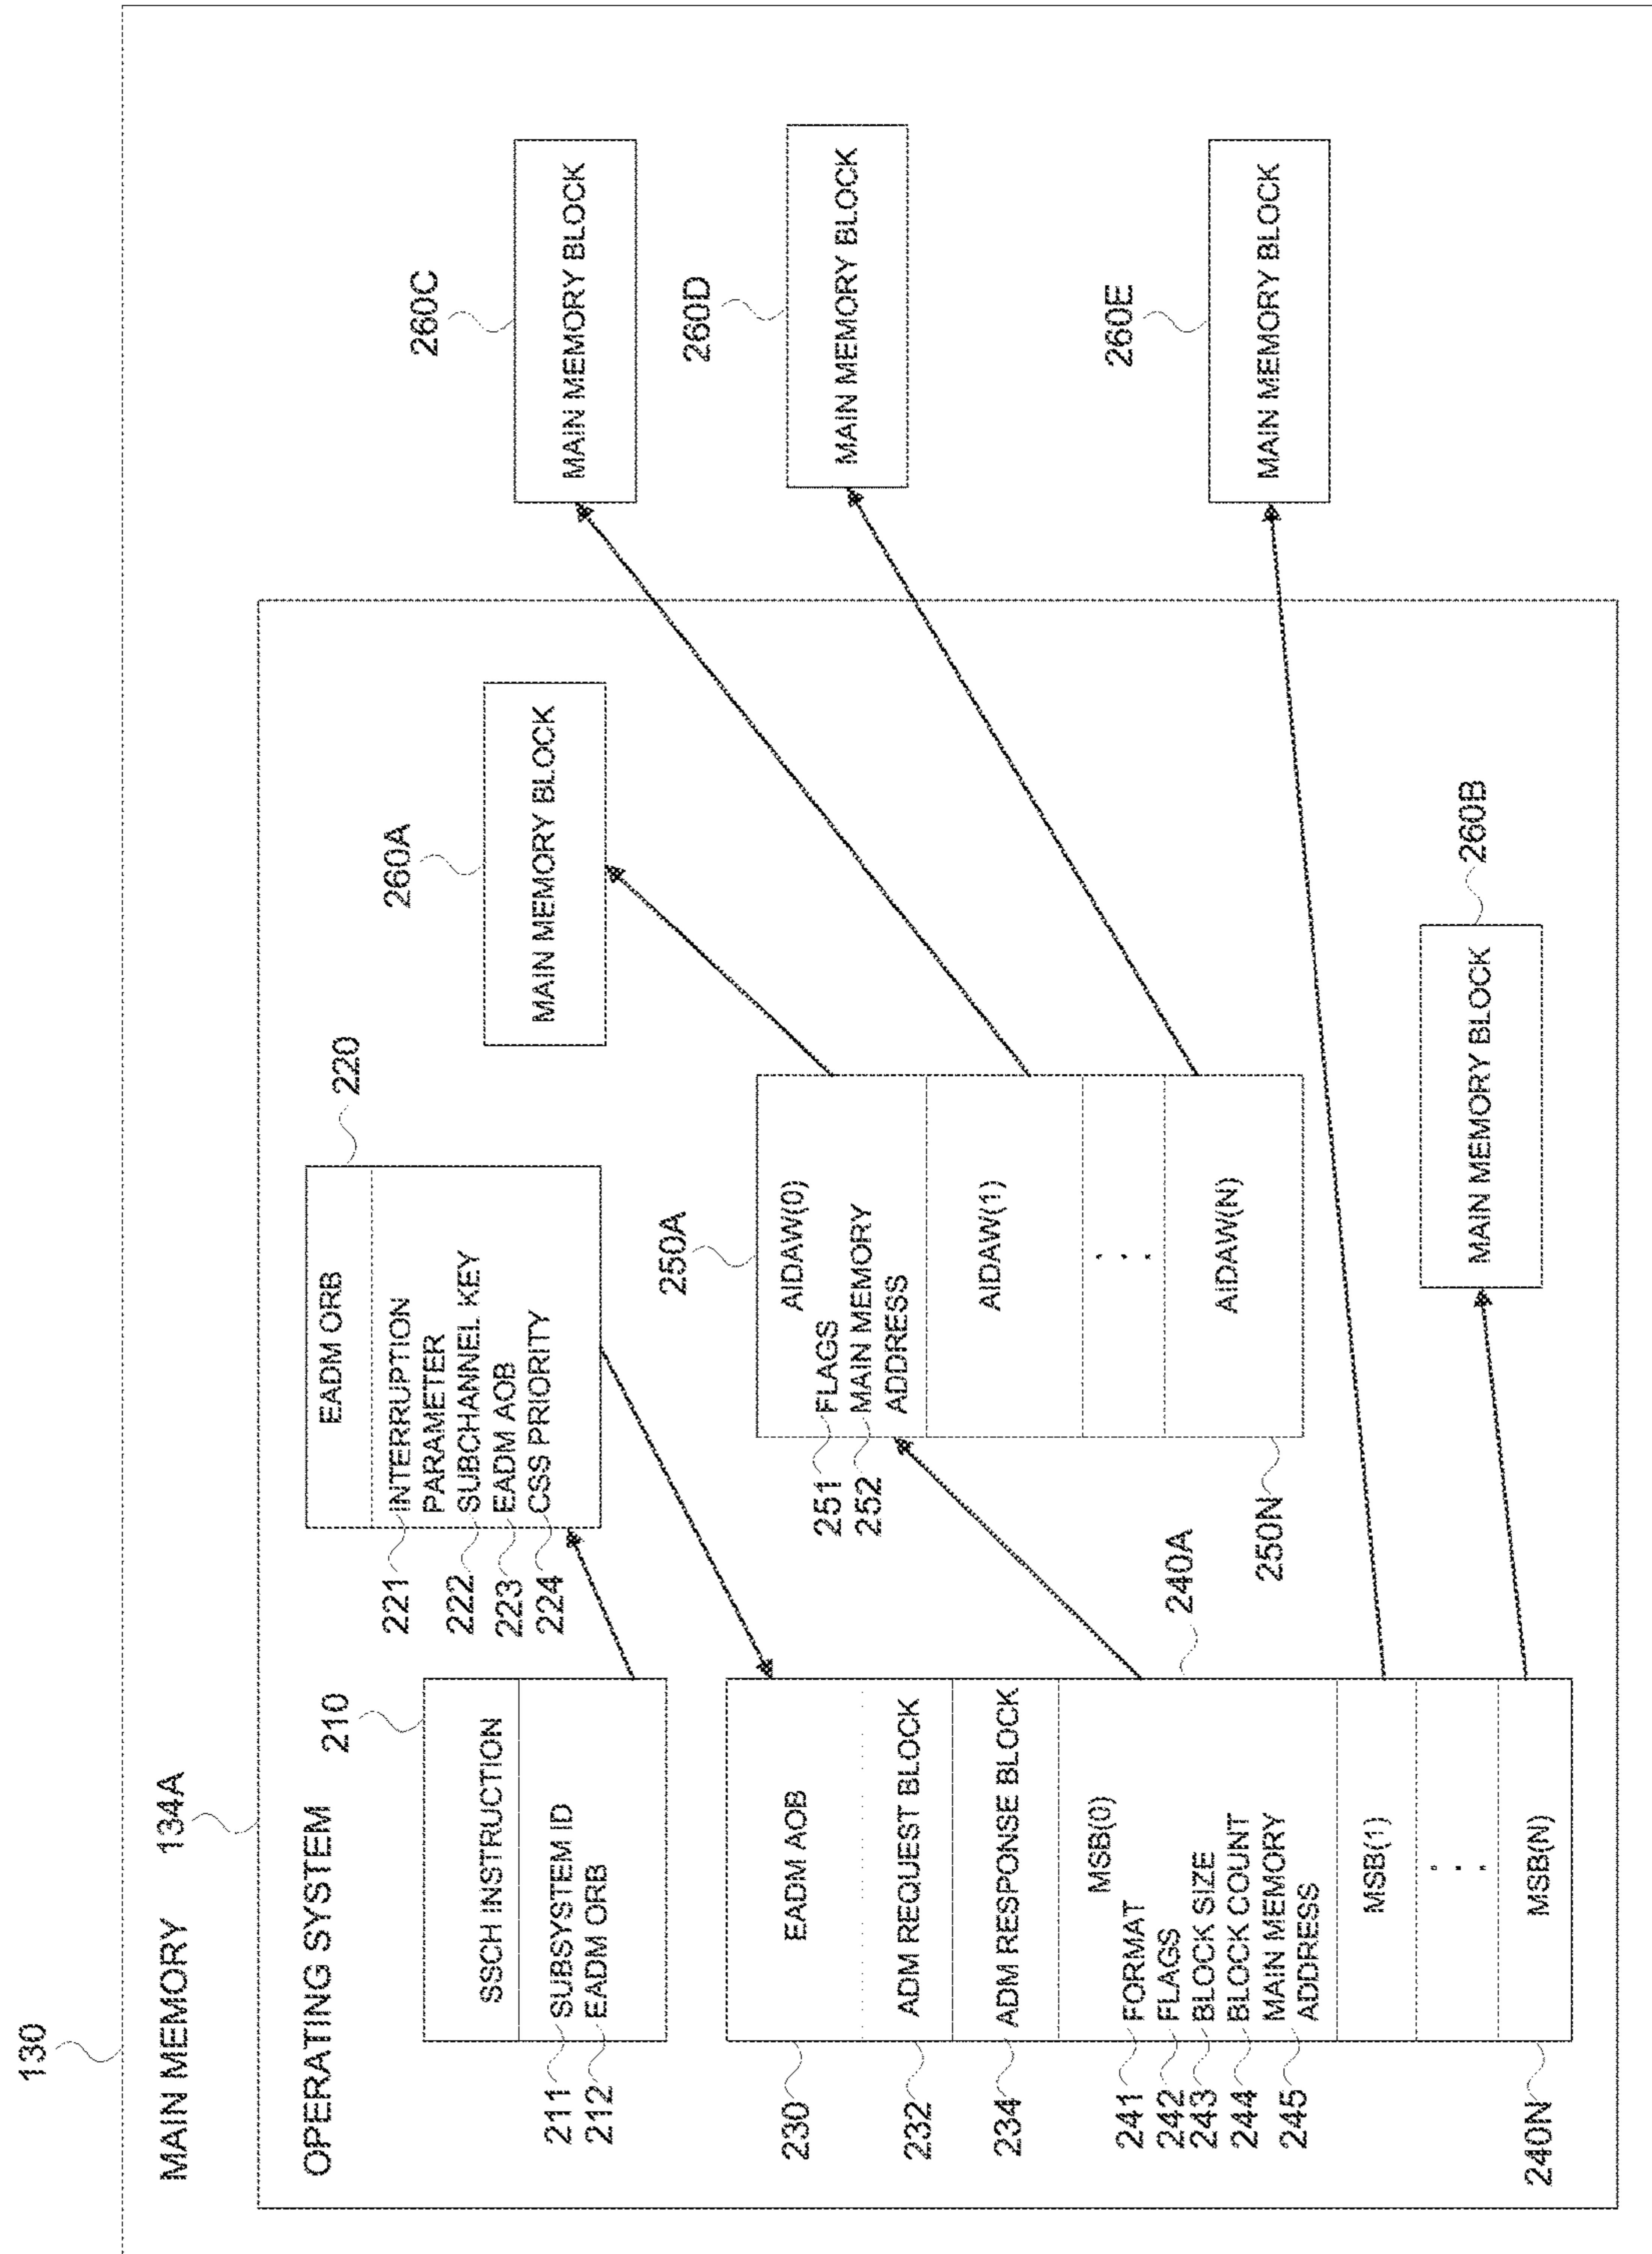 130
MAIN MEMORY
134A
OPERATING SYSTEM
210
SSCH INSTRUCTION
211 SUBSYSTEM ID
212 EADM ORB
220
EADM ORB
221 INTERRUPTION
PARAMETER
222 SUBCHANNEL KEY
223 EADM AOB
224 CSS PRIORITY
230 EADM AOB
232 ADM REQUEST BLOCK
234 ADM RESPONSE BLOCK
240A
MSB(0)
241 FORMAT
242 FLAGS
243 BLOCK SIZE
244 BLOCK COUNT
245 MAIN MEMORY
ADDRESS
MSB(1)
. . .
240N MSB(N)
250A
AIDAW(0)
251 FLAGS
252 MAIN MEMORY
ADDRESS
AIDAW(1)
. . .
250N AIDAW(N)
260A
MAIN MEMORY BLOCK
260B
MAIN MEMORY BLOCK
260C
MAIN MEMORY BLOCK
260D
MAIN MEMORY BLOCK
260E
MAIN MEMORY BLOCK